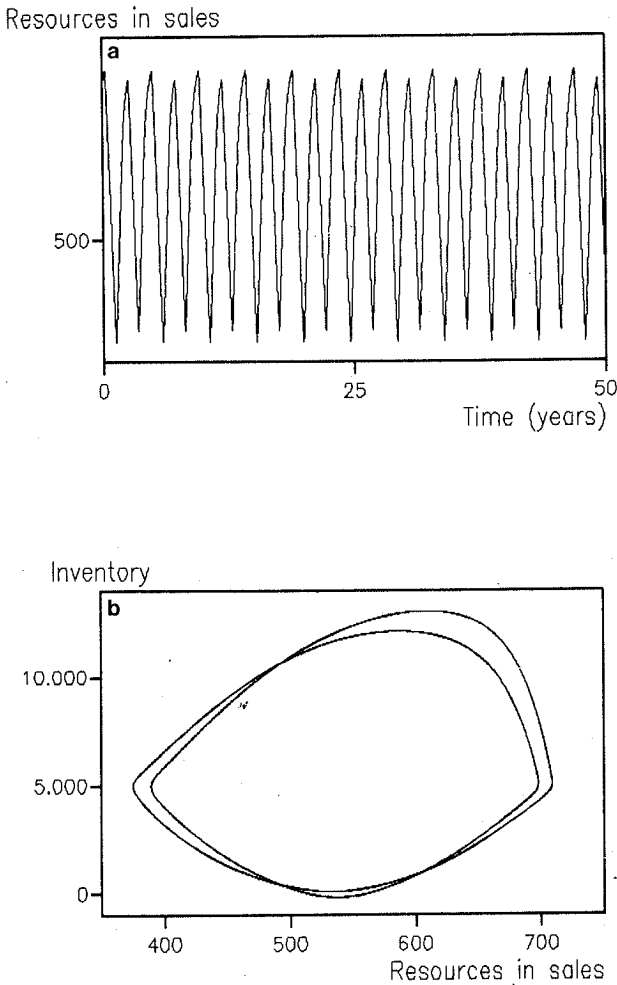 Resources in sales
a
500
0 25 50
Time (years)
Inventory
b
10.000
5.000
0
400 500 600 700
Resources in sales